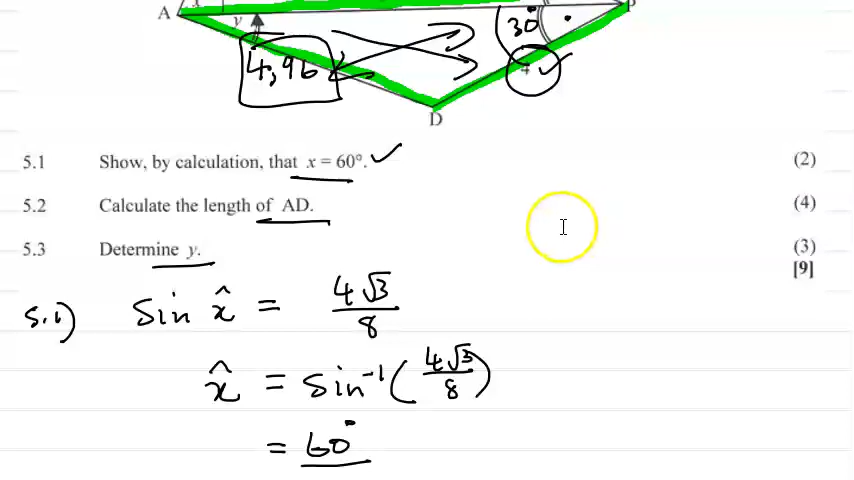 A x y 30° P
4,96 4
D
5.1 Show, by calculation, that x = 60°. (2)
5.2 Calculate the length of AD. (4)
5.3 Determine y. (3)
[9]
5.1) sin x̂ = 4√3/8
x̂ = sin⁻¹(4√3/8)
= 60°